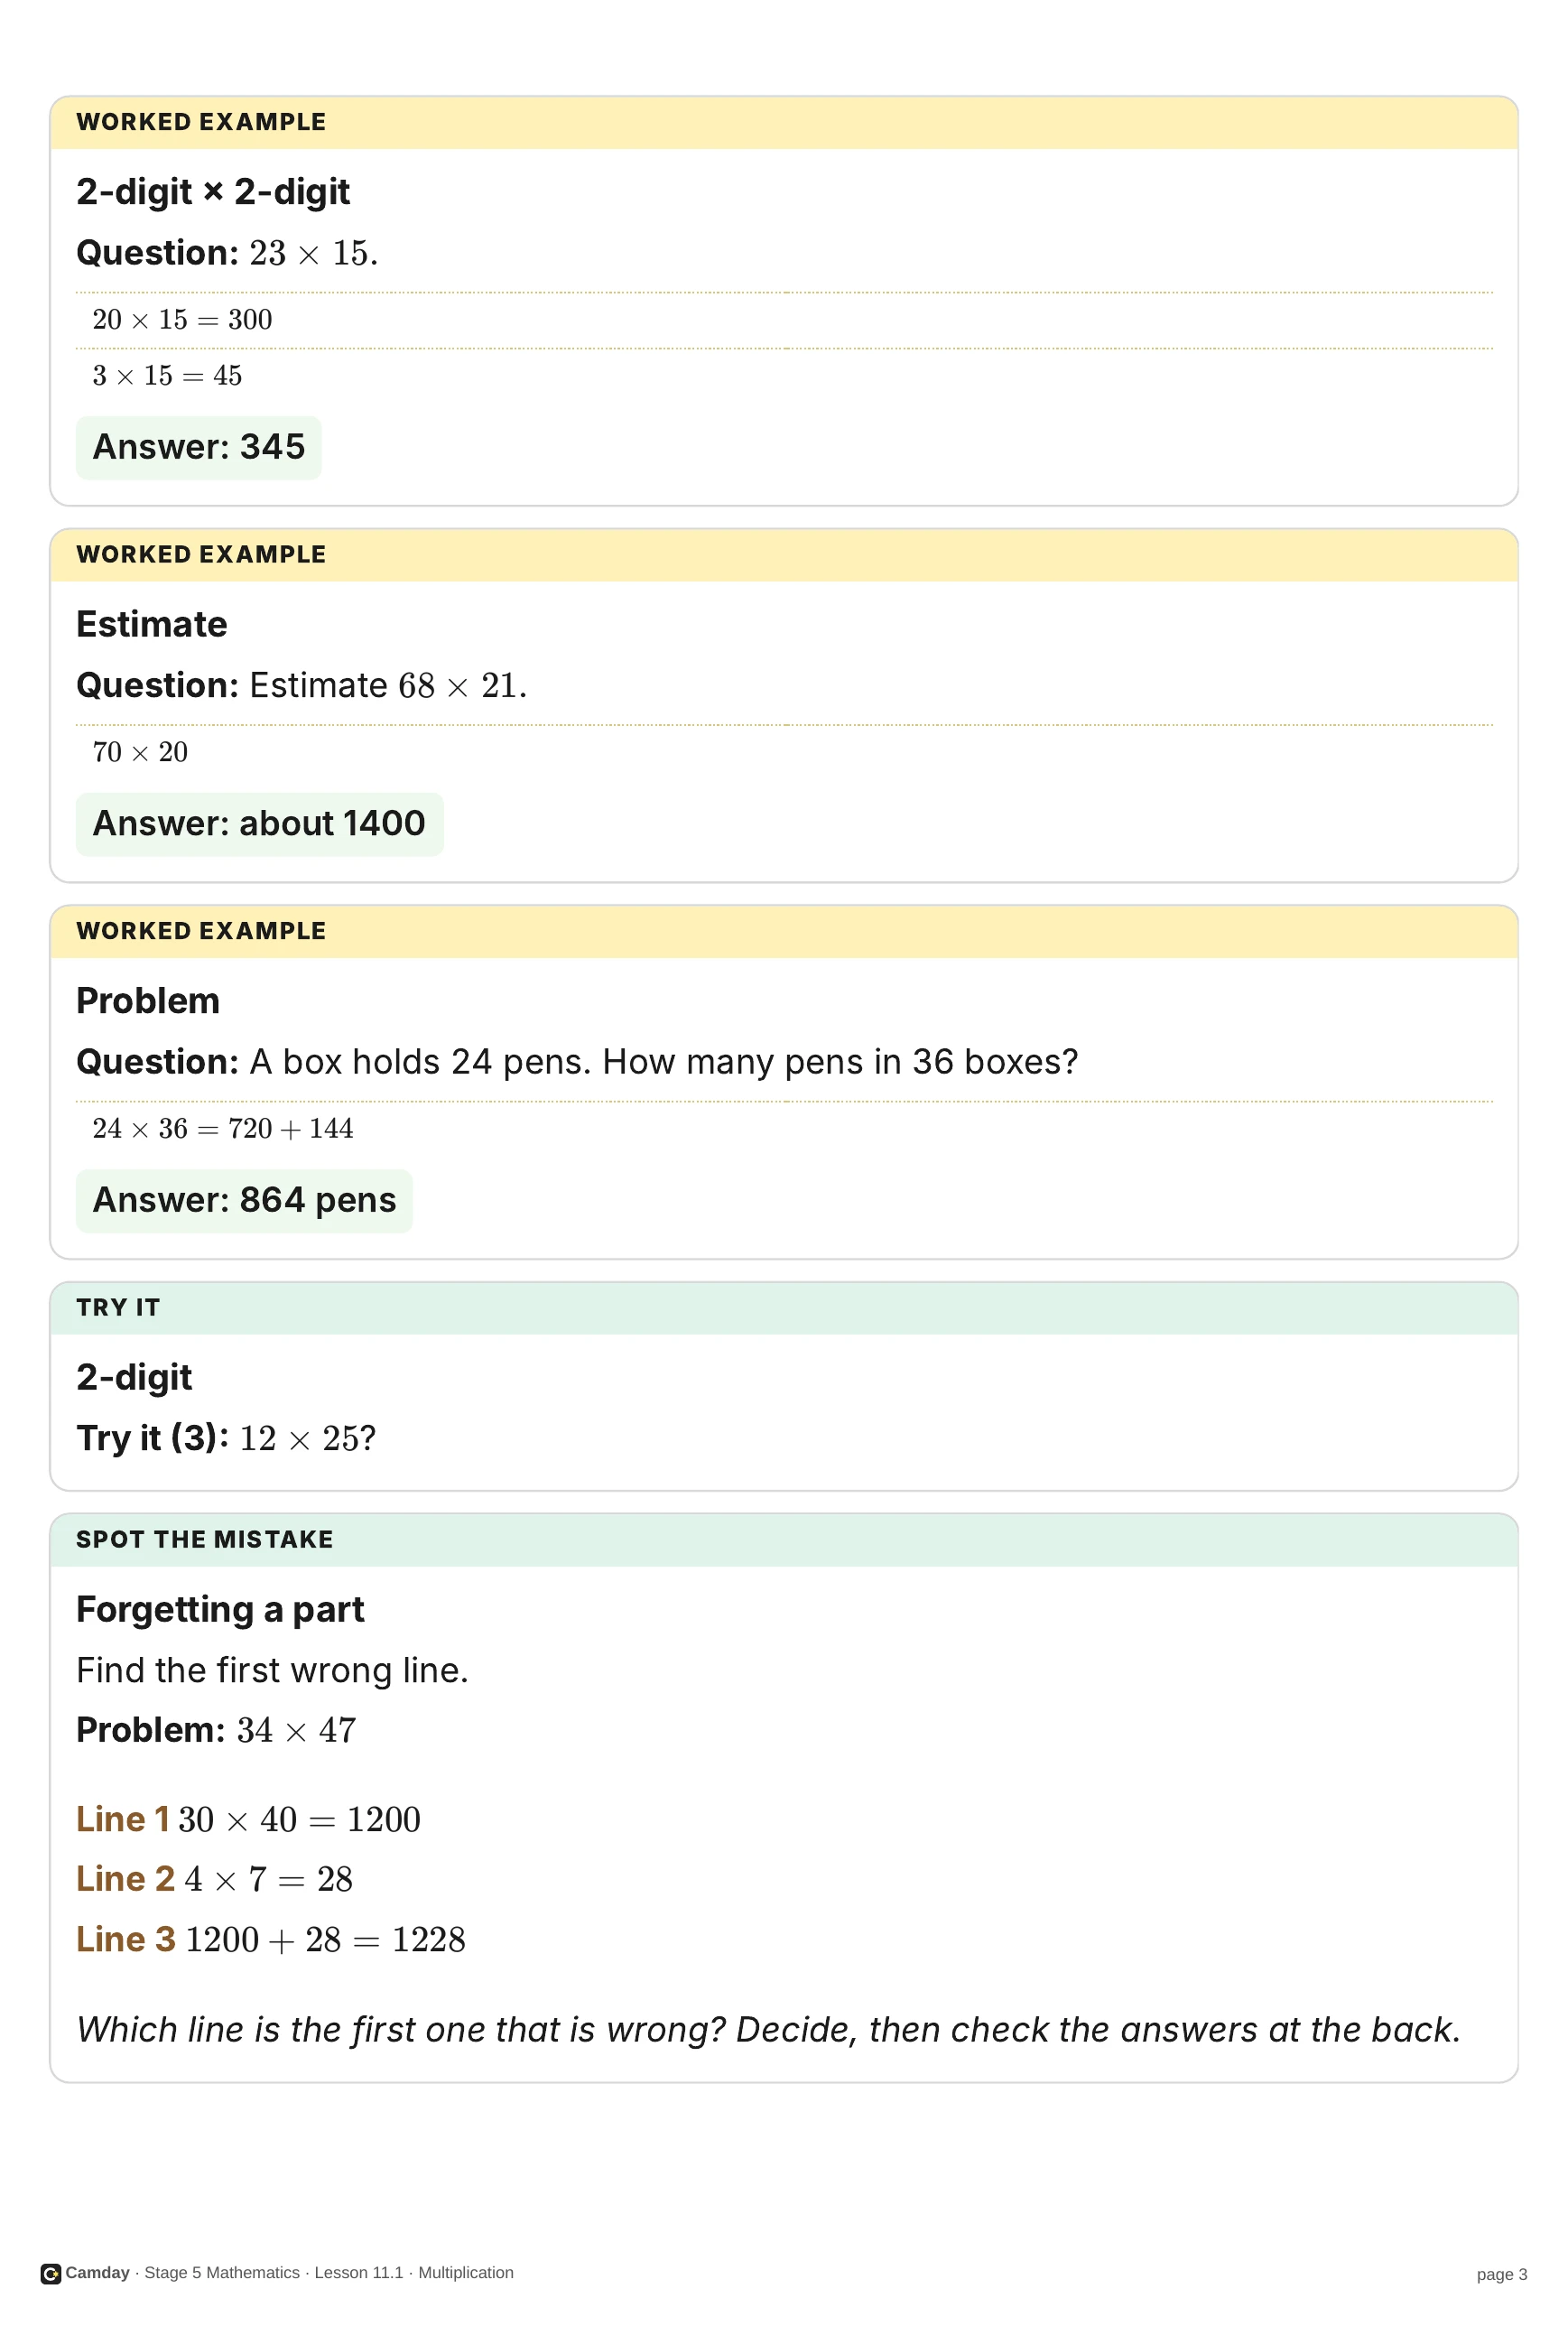 WORKED EXAMPLE
2-digit × 2-digit
Question: 23 × 15.
20 × 15 = 300
3 × 15 = 45
Answer: 345
WORKED EXAMPLE
Estimate
Question: Estimate 68 × 21.
70 × 20
Answer: about 1400
WORKED EXAMPLE
Problem
Question: A box holds 24 pens. How many pens in 36 boxes?
24 × 36 = 720 + 144
Answer: 864 pens
TRY IT
2-digit
Try it (3): 12 × 25?
SPOT THE MISTAKE
Forgetting a part
Find the first wrong line.
Problem: 34 × 47
Line 1 30 × 40 = 1200
Line 2 4 × 7 = 28
Line 3 1200 + 28 = 1228
Which line is the first one that is wrong? Decide, then check the answers at the back.
Camday · Stage 5 Mathematics · Lesson 11.1 · Multiplication
page 3